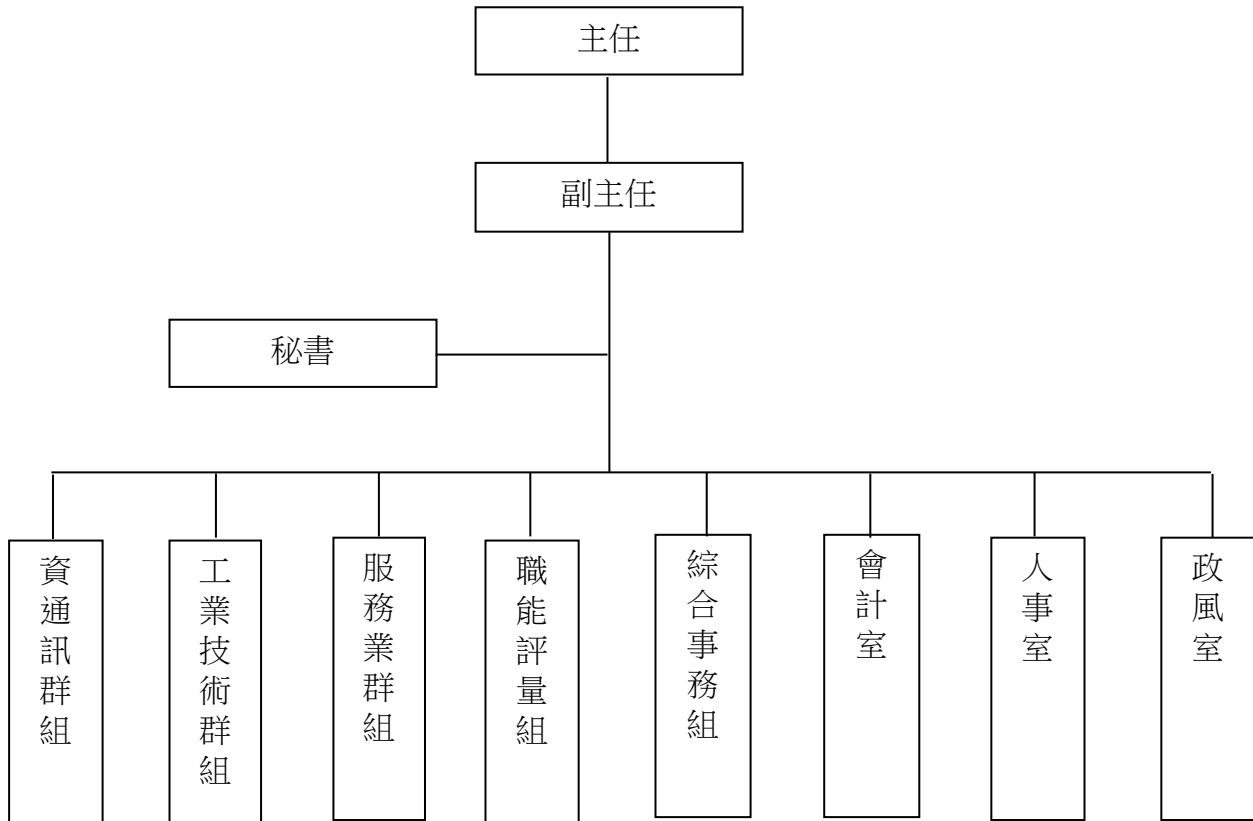 主任
副主任
秘書
資通訊群組
工業技術群組
服務業群組
職能評量組
綜合事務組
會計室
人事室
政風室